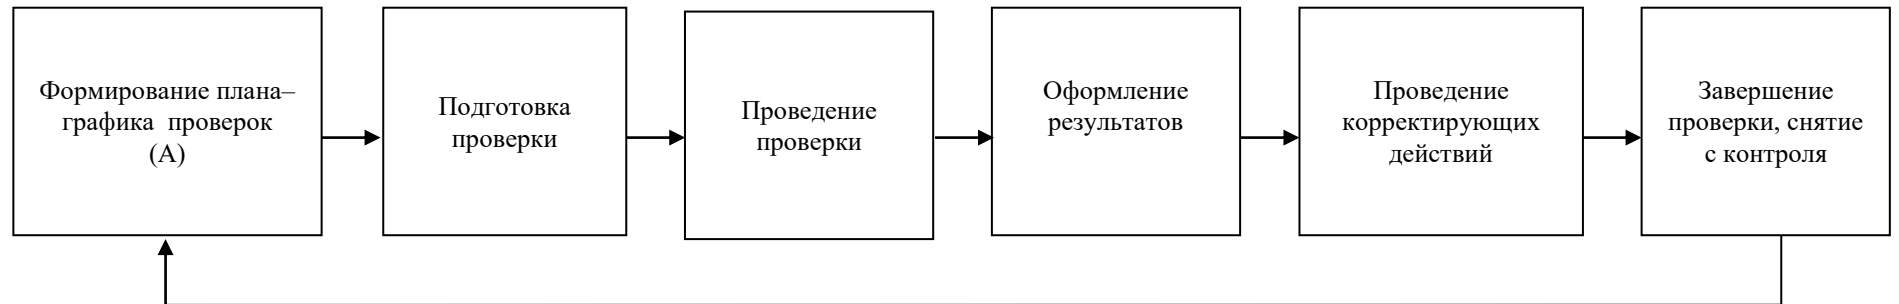 Формирование плана–
графика проверок
(А)
Подготовка
проверки
Проведение
проверки
Оформление
результатов
Проведение
корректирующих
действий
Завершение
проверки, снятие
с контроля